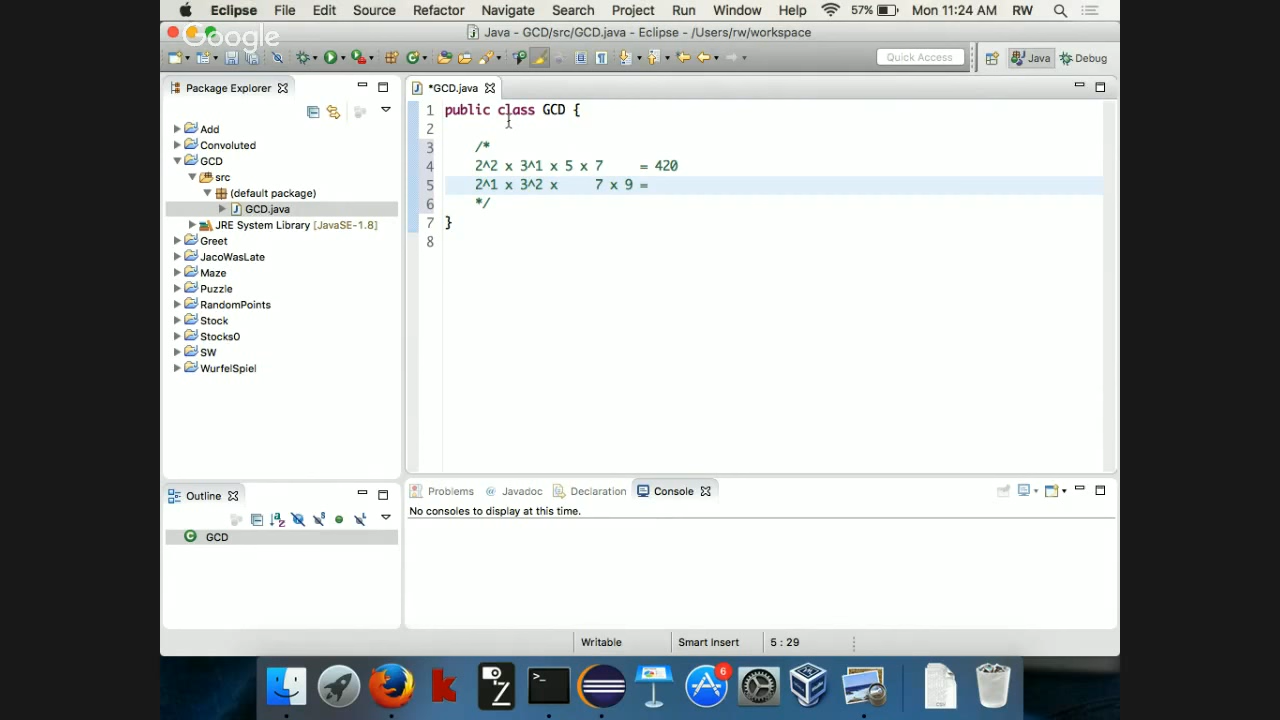 Eclipse File Edit Source Refactor Navigate Search Project Run Window Help 57% Mon 11:24 AM RW
Google
Java - GCD/src/GCD.java - Eclipse - /Users/rw/workspace
Quick Access Java Debug
Package Explorer
Add
Convoluted
GCD
src
(default package)
GCD.java
JRE System Library [JavaSE-1.8]
Greet
JacoWasLate
Maze
Puzzle
RandomPoints
Stock
Stocks0
SW
WurfelSpiel
*GCD.java
1 public class GCD {
2
3 /*
4 2^2 x 3^1 x 5 x 7 = 420
5 2^1 x 3^2 x 7 x 9 =
6 */
7 }
8
Outline
GCD
Problems @ Javadoc Declaration Console
No consoles to display at this time.
Writable Smart Insert 5 : 29
6